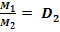 M₁/M₂ = D₂